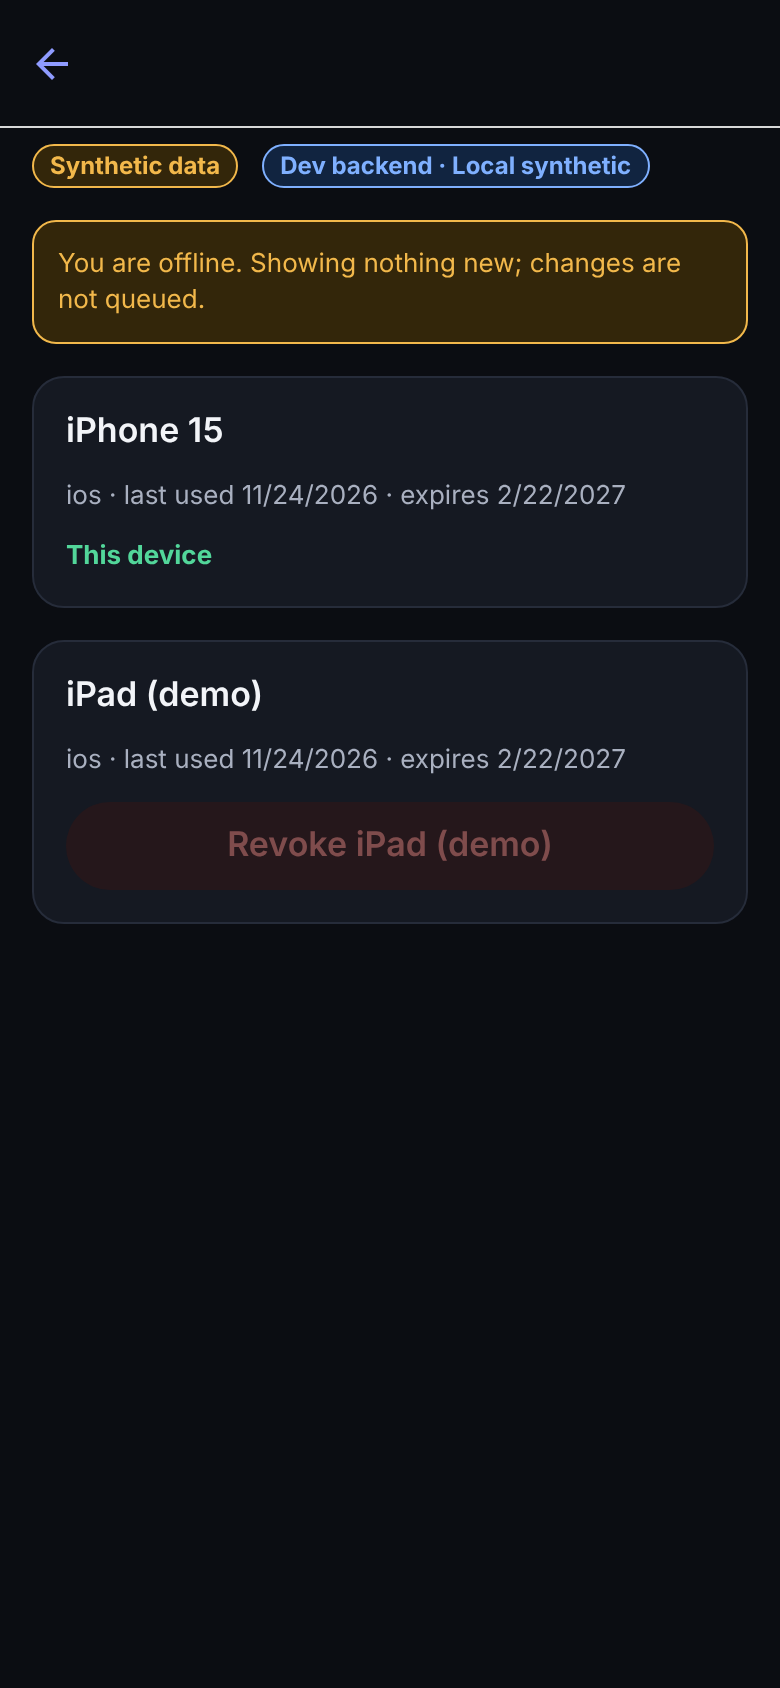 Synthetic data
Dev backend · Local synthetic
You are offline. Showing nothing new; changes are
not queued.
iPhone 15
ios · last used 11/24/2026 · expires 2/22/2027
This device
iPad (demo)
ios · last used 11/24/2026 · expires 2/22/2027
Revoke iPad (demo)